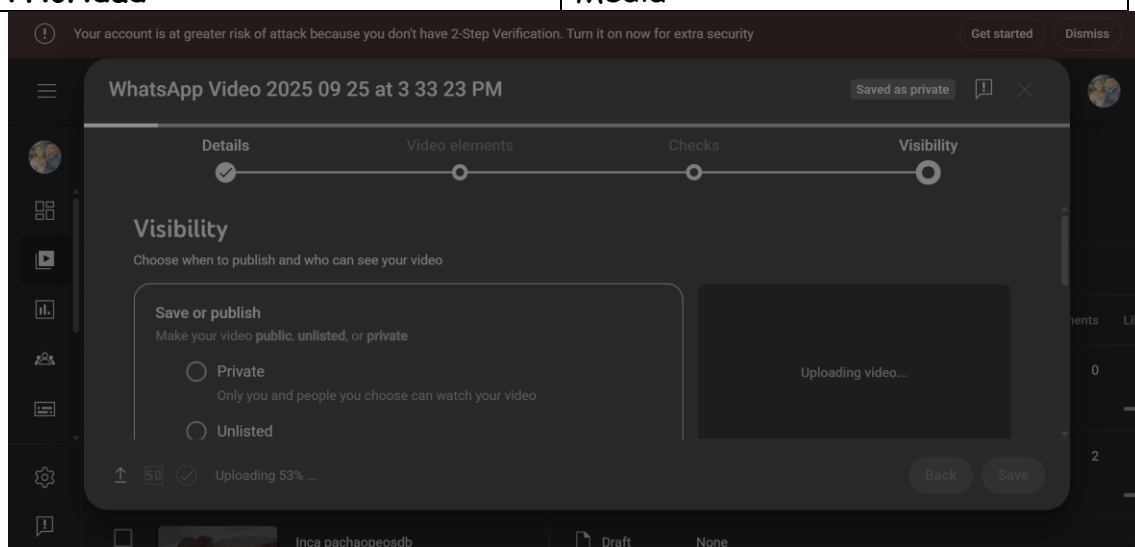 Media
Your account is at greater risk of attack because you don't have 2-Step Verification. Turn it on now for extra security
Get started
Dismiss
WhatsApp Video 2025 09 25 at 3 33 23 PM
Saved as private
Details
Video elements
Checks
Visibility
Visibility
Choose when to publish and who can see your video
Save or publish
Make your video public, unlisted, or private
Private
Only you and people you choose can watch your video
Unlisted
Uploading video...
0
2
SD
Uploading 53% ...
Back
Save
Inca pachaopeosdb
Draft
None